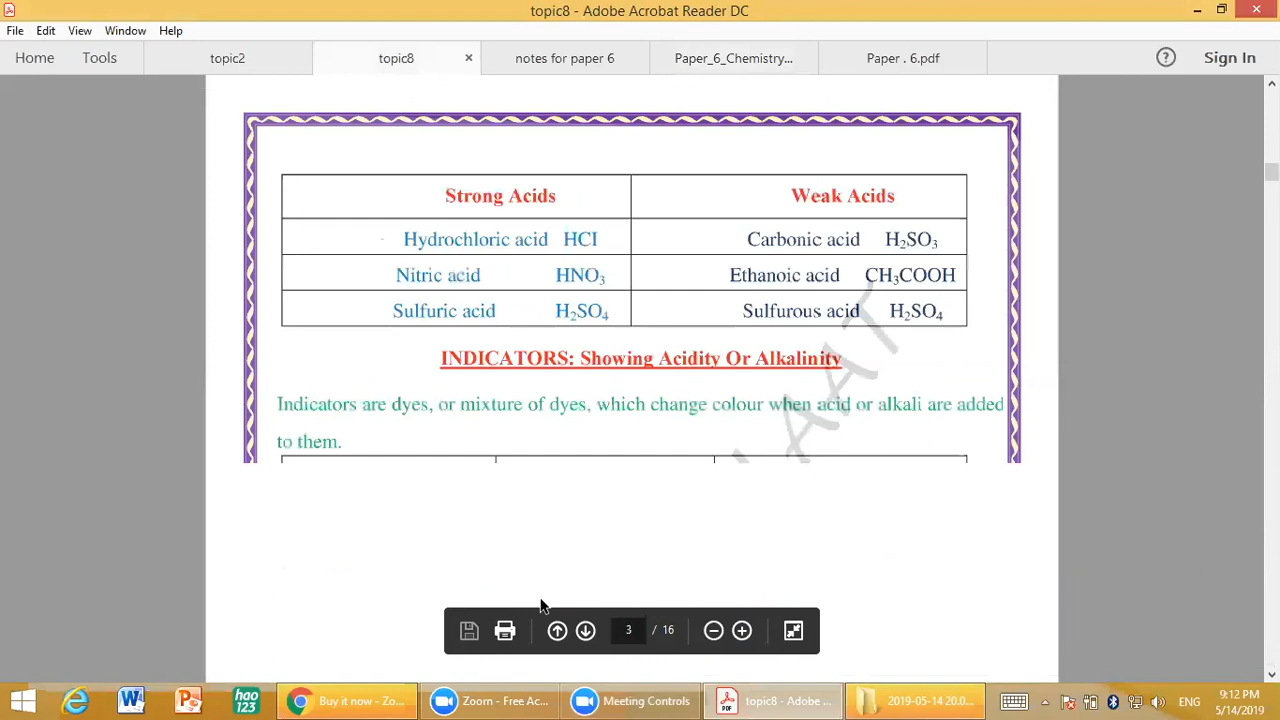 topic8 - Adobe Acrobat Reader DC
File Edit View Window Help
Home Tools topic2 topic8 × notes for paper 6 Paper_6_Chemistry... Paper . 6.pdf ? Sign In
Strong Acids Weak Acids
Hydrochloric acid HCI Carbonic acid H₂SO₃
Nitric acid HNO₃ Ethanoic acid CH₃COOH
Sulfuric acid H₂SO₄ Sulfurous acid H₂SO₄
INDICATORS: Showing Acidity Or Alkalinity
Indicators are dyes, or mixture of dyes, which change colour when acid or alkali are added
to them.
3 / 16
hao 123 Buy it now - Zo... Zoom - Free Ac... Meeting Controls topic8 - Adobe ... 2019-05-14 20.0... ENG 9:12 PM
5/14/2019